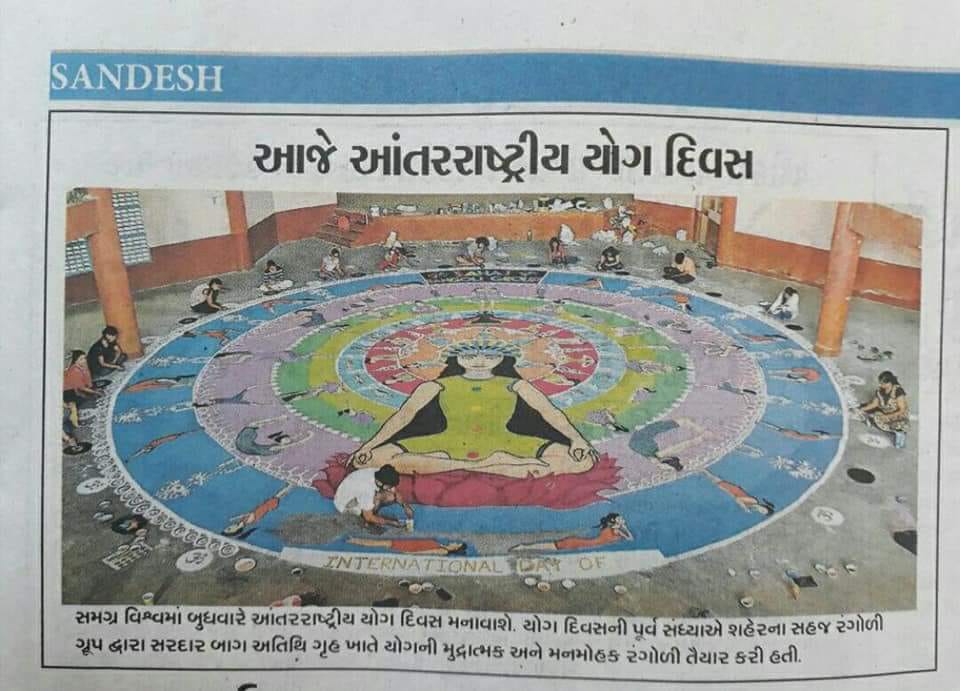 SANDESH
આજે આંતરરાષ્ટ્રીય યોગ દિવસ
INTERNATIONAL DAY OF
સમગ્ર વિશ્વમાં બુધવારે આંતરરાષ્ટ્રીય યોગ દિવસ મનાવાશે. યોગ દિવસની પૂર્વ સંધ્યાએ શહેરના સહજ રંગોળી
ગ્રૂપ દ્વારા સરદાર બાગ અતિથિ ગૃહ ખાતે યોગની મુદ્રાત્મક અને મનમોહક રંગોળી તૈયાર કરી હતી.